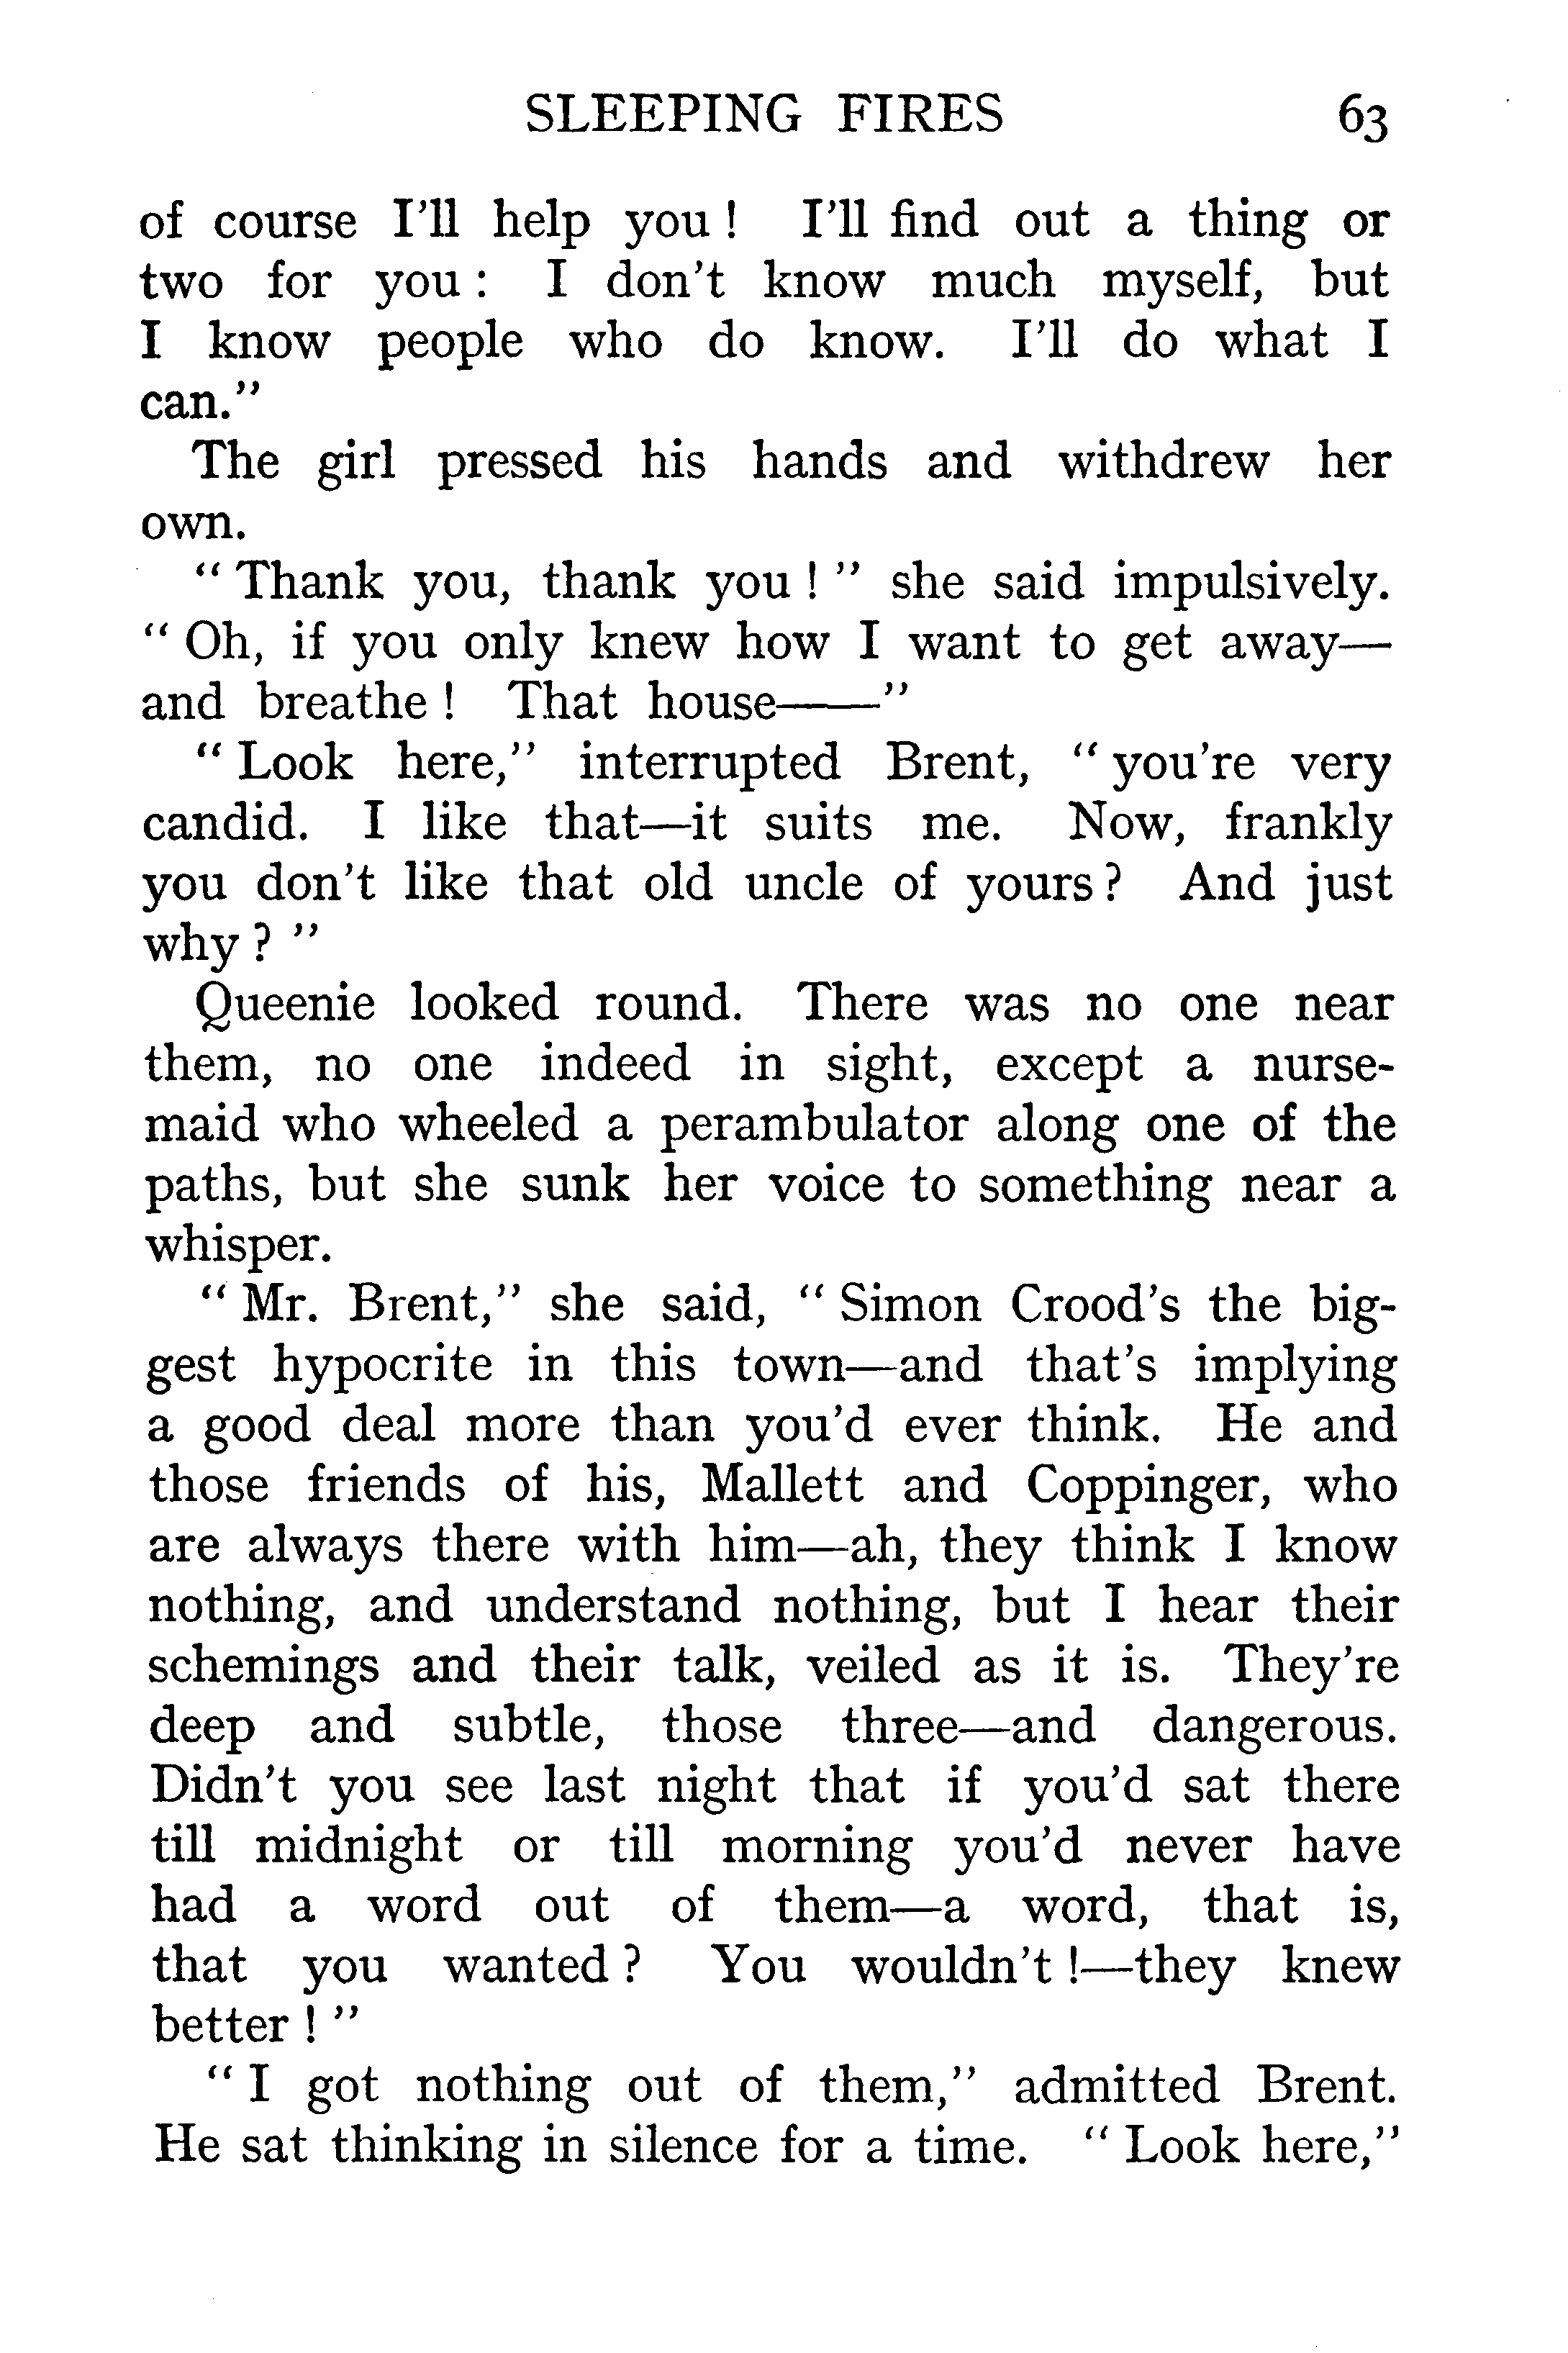 SLEEPING FIRES 63
of course I'll help you ! I'll find out a thing or
two for you : I don't know much myself, but
I know people who do know. I'll do what I
can."
The girl pressed his hands and withdrew her
own.
" Thank you, thank you ! " she said impulsively.
" Oh, if you only knew how I want to get away—
and breathe ! That house——"
" Look here," interrupted Brent, " you're very
candid. I like that—it suits me. Now, frankly
you don't like that old uncle of yours ? And just
why ? "
Queenie looked round. There was no one near
them, no one indeed in sight, except a nurse-
maid who wheeled a perambulator along one of the
paths, but she sunk her voice to something near a
whisper.
" Mr. Brent," she said, " Simon Crood's the big-
gest hypocrite in this town—and that's implying
a good deal more than you'd ever think. He and
those friends of his, Mallett and Coppinger, who
are always there with him—ah, they think I know
nothing, and understand nothing, but I hear their
schemings and their talk, veiled as it is. They're
deep and subtle, those three—and dangerous.
Didn't you see last night that if you'd sat there
till midnight or till morning you'd never have
had a word out of them—a word, that is,
that you wanted ? You wouldn't !—they knew
better ! "
" I got nothing out of them," admitted Brent.
He sat thinking in silence for a time. " Look here,"